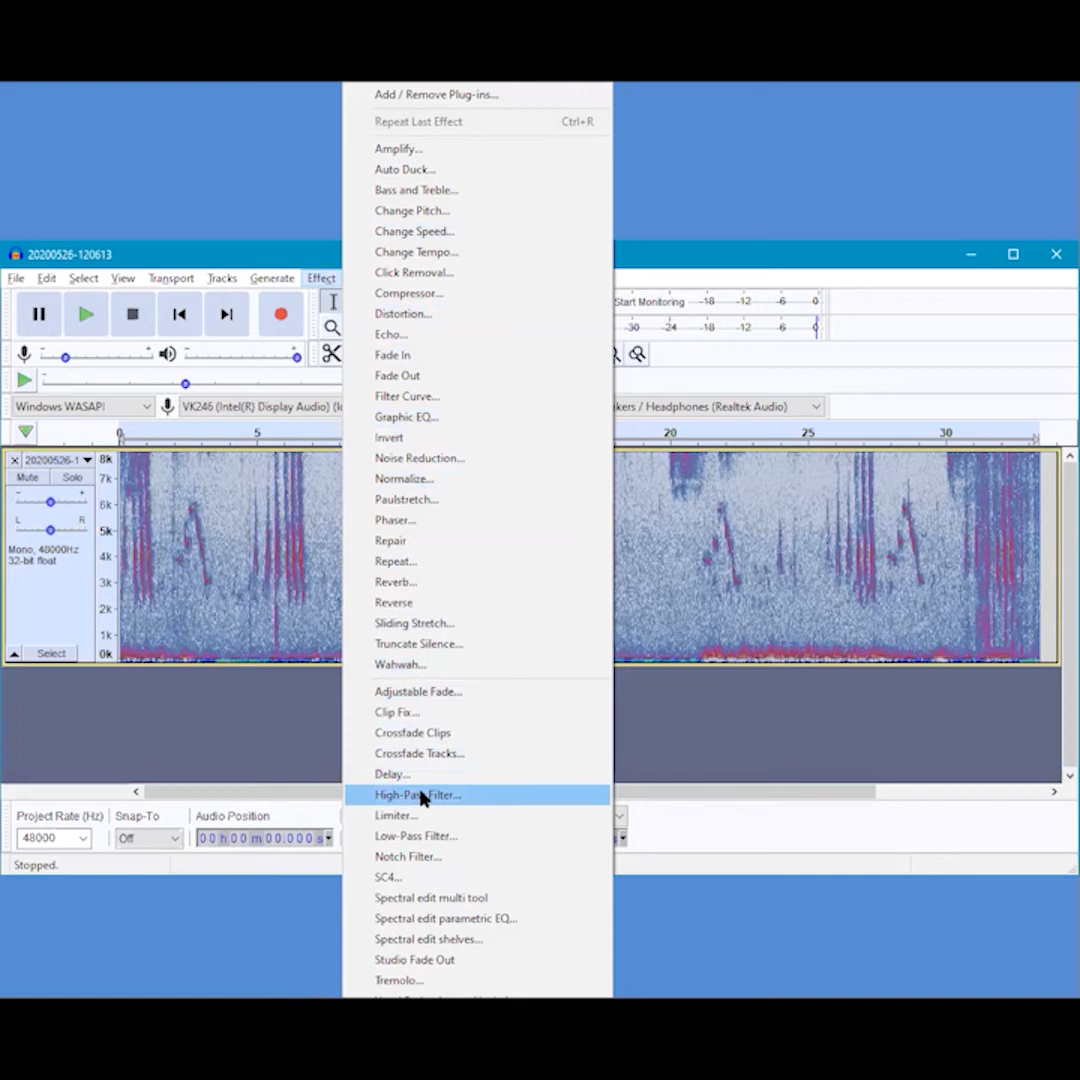 Add / Remove Plug-ins...
Repeat Last Effect Ctrl+R
Amplify...
Auto Duck...
Bass and Treble...
Change Pitch...
Change Speed...
Change Tempo...
Click Removal...
Compressor...
Distortion...
Echo...
Fade In
Fade Out
Filter Curve...
Graphic EQ...
Invert
Noise Reduction...
Normalize...
Paulstretch...
Phaser...
Repair
Repeat...
Reverb...
Reverse
Sliding Stretch...
Truncate Silence...
Wahwah...
Adjustable Fade...
Clip Fix...
Crossfade Clips
Crossfade Tracks...
Delay...
High-Pass Filter...
Limiter...
Low-Pass Filter...
Notch Filter...
SC4...
Spectral edit multi tool
Spectral edit parametric EQ...
Spectral edit shelves...
Studio Fade Out
Tremolo...
20200526-120613
File Edit Select View Transport Tracks Generate Effect
Start Monitoring -18 -12 -6 0
-30 -24 -18 -12 -6 0
Windows WASAPI
VK246 (Intel(R) Display Audio)
/ Headphones (Realtek Audio)
0 5 20 25 30
20200526-1
Mute Solo
- +
L R
Mono, 48000Hz
32-bit float
Select
8k
7k
6k
5k
4k
3k
2k
1k
0k
Project Rate (Hz) Snap-To Audio Position
48000 Off 00 h 00 m 00.000 s
s
Stopped.